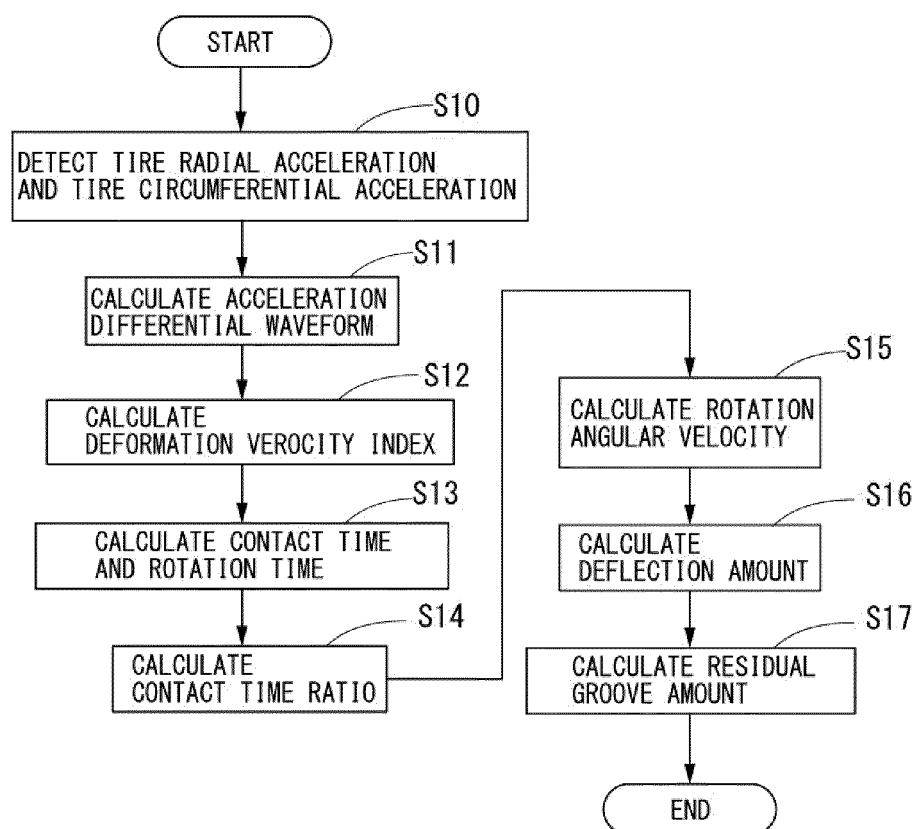 START
S10
DETECT TIRE RADIAL ACCELERATION
AND TIRE CIRCUMFERENTIAL ACCELERATION
S11
CALCULATE ACCELERATION
DIFFERENTIAL WAVEFORM
S12
CALCULATE
DEFORMATION VEROCITY INDEX
S13
CALCULATE CONTACT TIME
AND ROTATION TIME
S14
CALCULATE
CONTACT TIME RATIO
S15
CALCULATE ROTATION
ANGULAR VELOCITY
S16
CALCULATE
DEFLECTION AMOUNT
S17
CALCULATE RESIDUAL
GROOVE AMOUNT
END